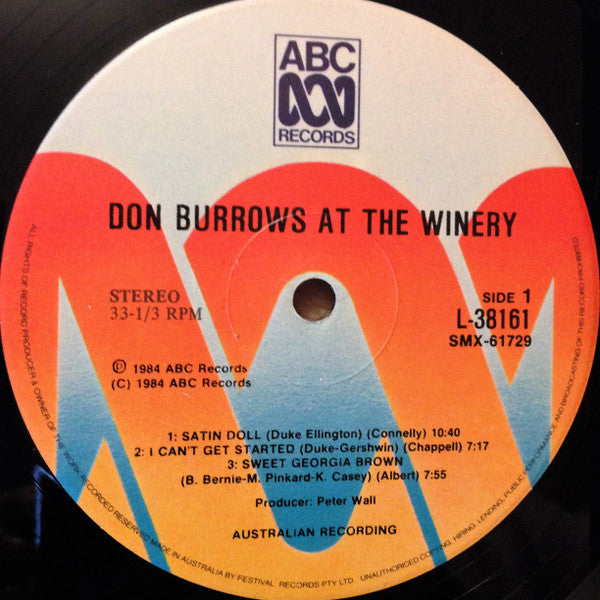 ABC
RECORDS
DON BURROWS AT THE WINERY
STEREO
33-1/3 RPM
SIDE 1
L-38161
SMX-61729
Ⓟ 1984 ABC Records
(C) 1984 ABC Records
1: SATIN DOLL (Duke Ellington) (Connelly) 10:40
2: I CAN'T GET STARTED (Duke-Gershwin) (Chappell) 7:17
3: SWEET GEORGIA BROWN
(B. Bernie-M. Pinkard-K. Casey) (Albert) 7:55
Producer: Peter Wall
AUSTRALIAN RECORDING
ALL RIGHTS OF RECORD PRODUCER & OWNER OF THE WORK RECORDED RESERVED MADE IN AUSTRALIA BY FESTIVAL RECORDS PTY LTD. UNAUTHORISED COPYING, HIRING, LENDING, PUBLIC PERFORMANCE AND BROADCASTING OF THIS RECORD PROHIBITED